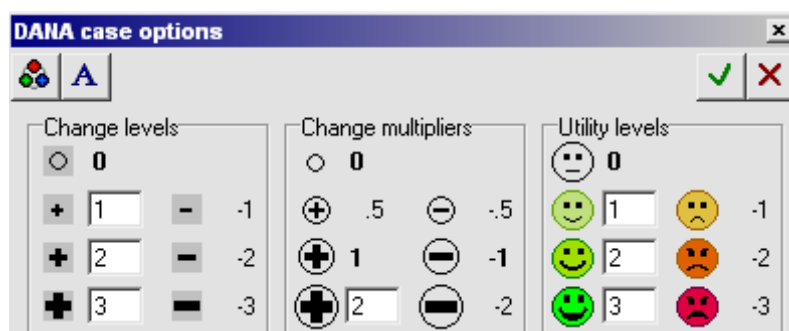 DANA case options
A
Change levels Change multipliers Utility levels
0 0 0
1 -1 .5 -.5 1 -1
2 -2 1 -1 2 -2
3 -3 2 -2 3 -3